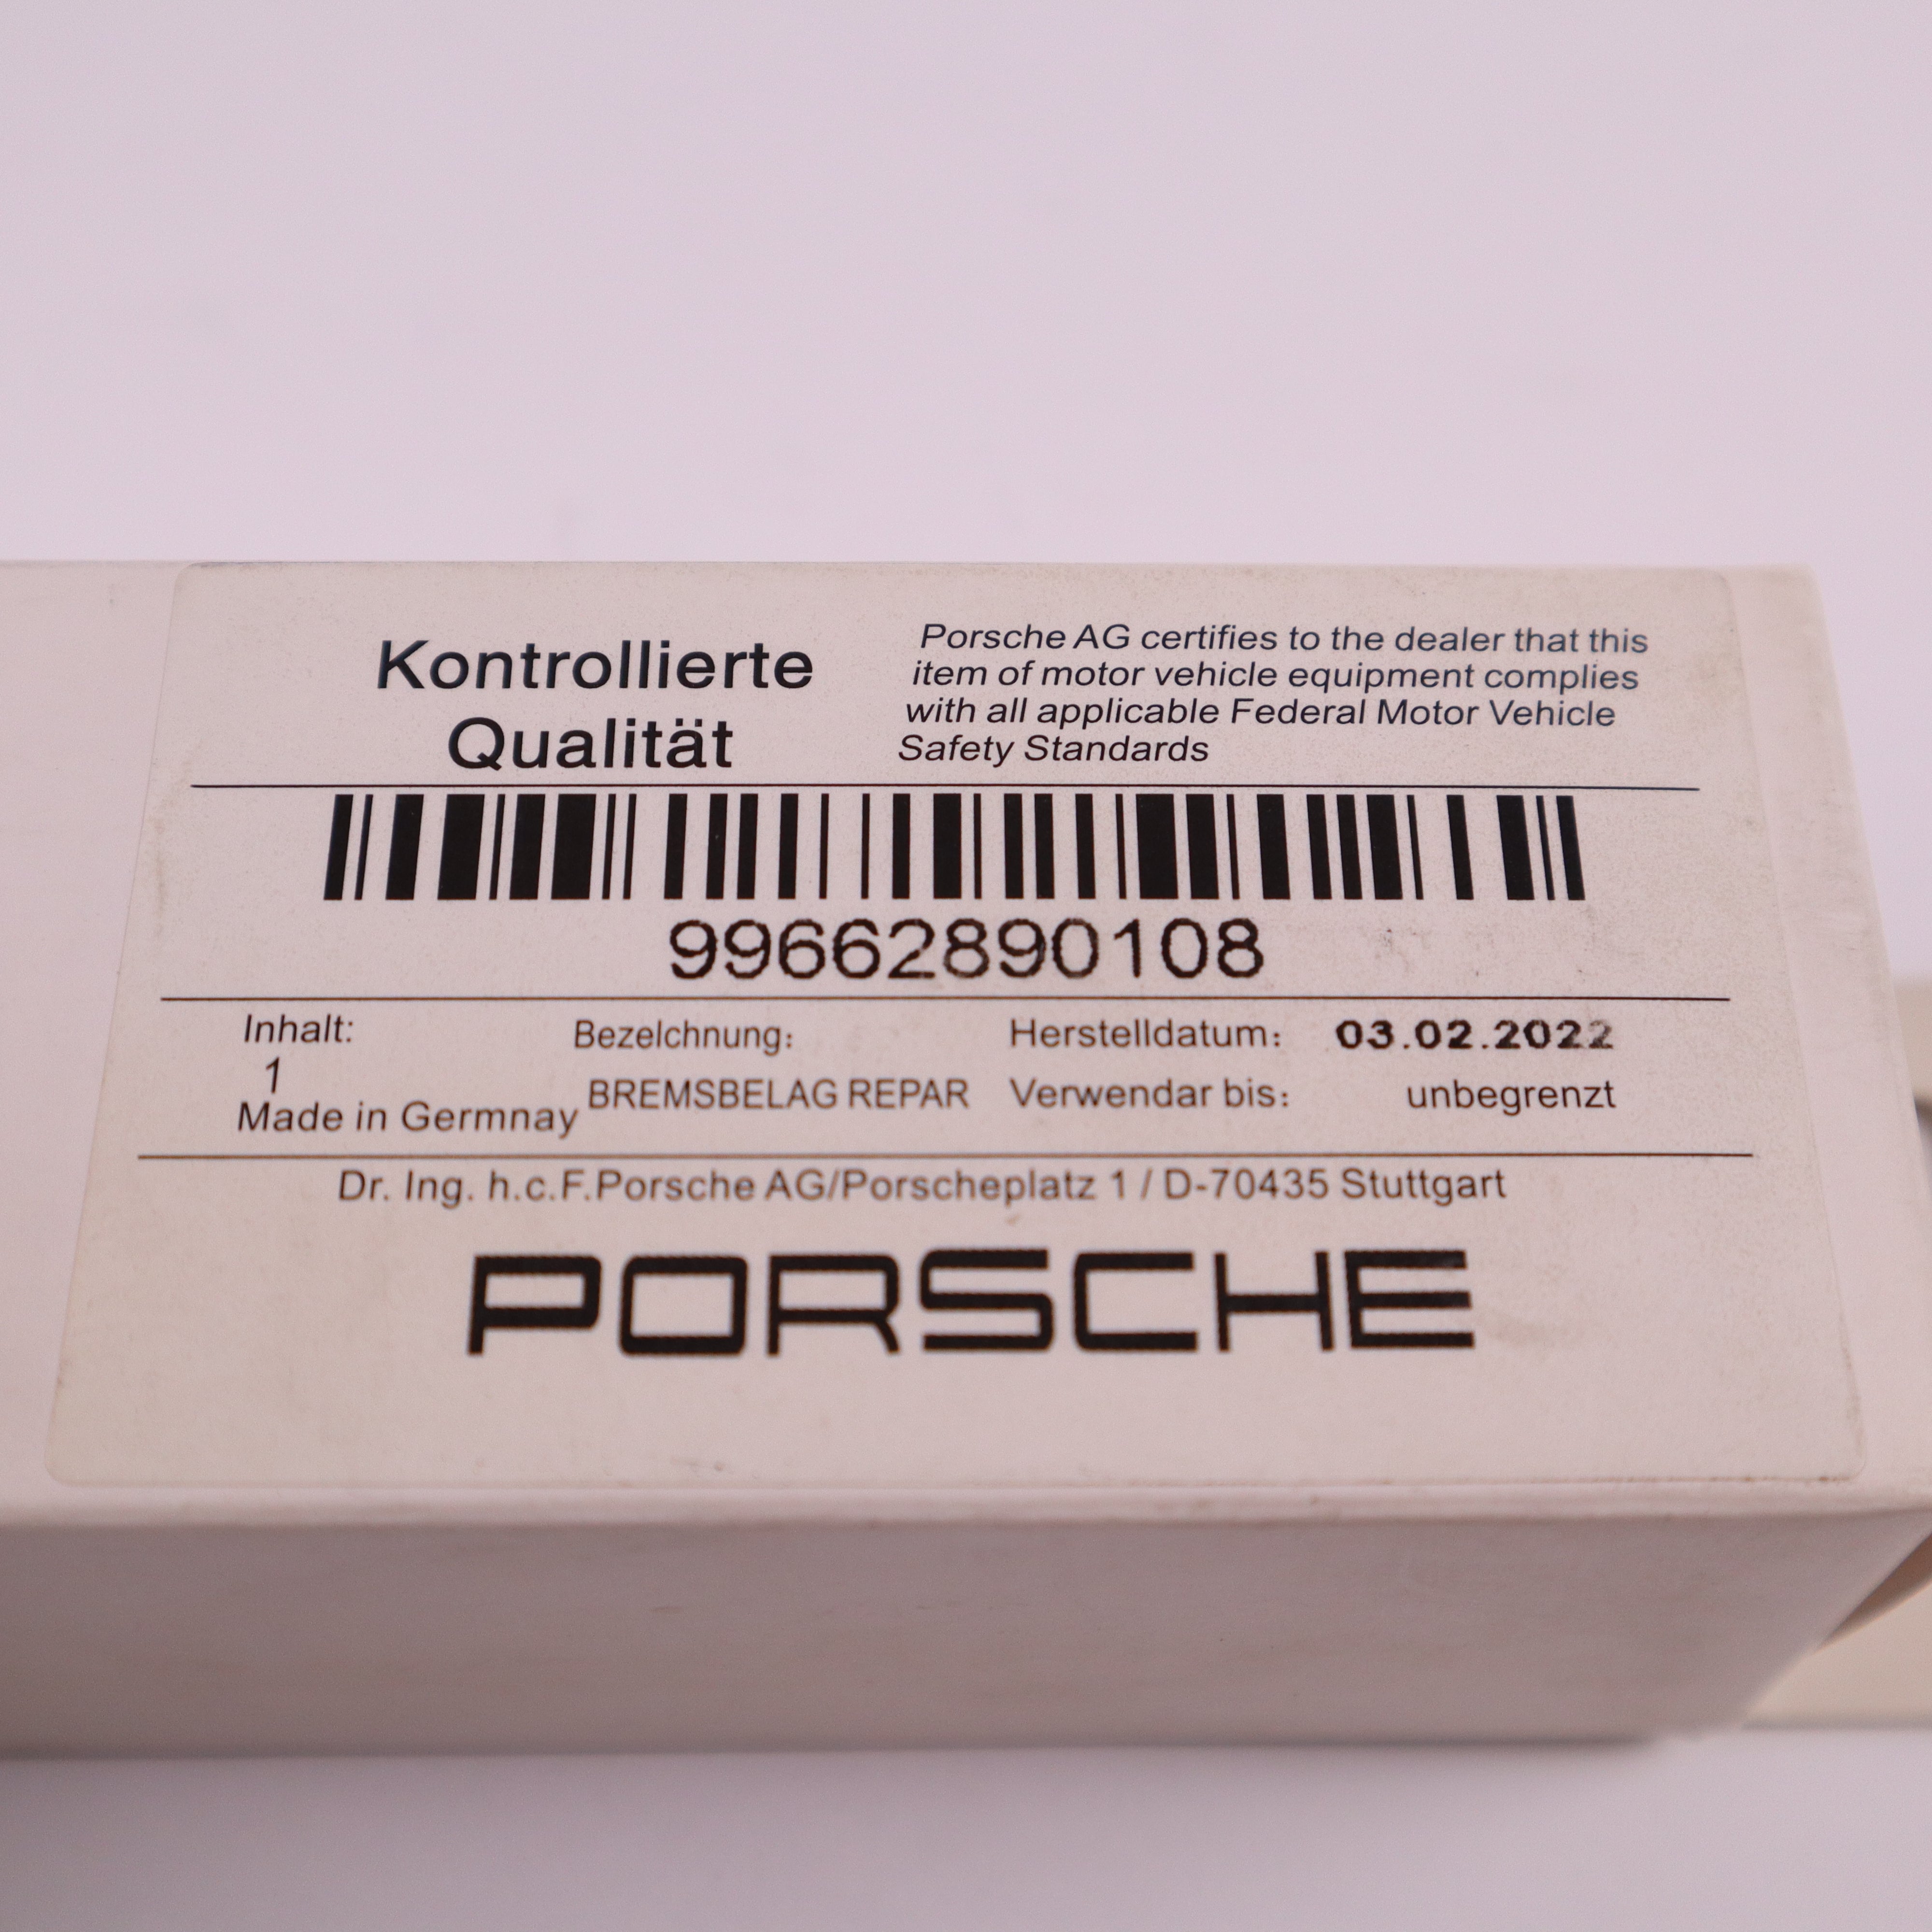 Kontrollierte
Qualität
Porsche AG certifies to the dealer that this
item of motor vehicle equipment complies
with all applicable Federal Motor Vehicle
Safety Standards
99662890108
Inhalt:
1
Made in Germnay
Bezelchnung:
BREMSBELAG REPAR
Herstelldatum: 03.02.2022
Verwendar bis: unbegrenzt
Dr. Ing. h.c.F.Porsche AG/Porscheplatz 1 / D-70435 Stuttgart
PORSCHE